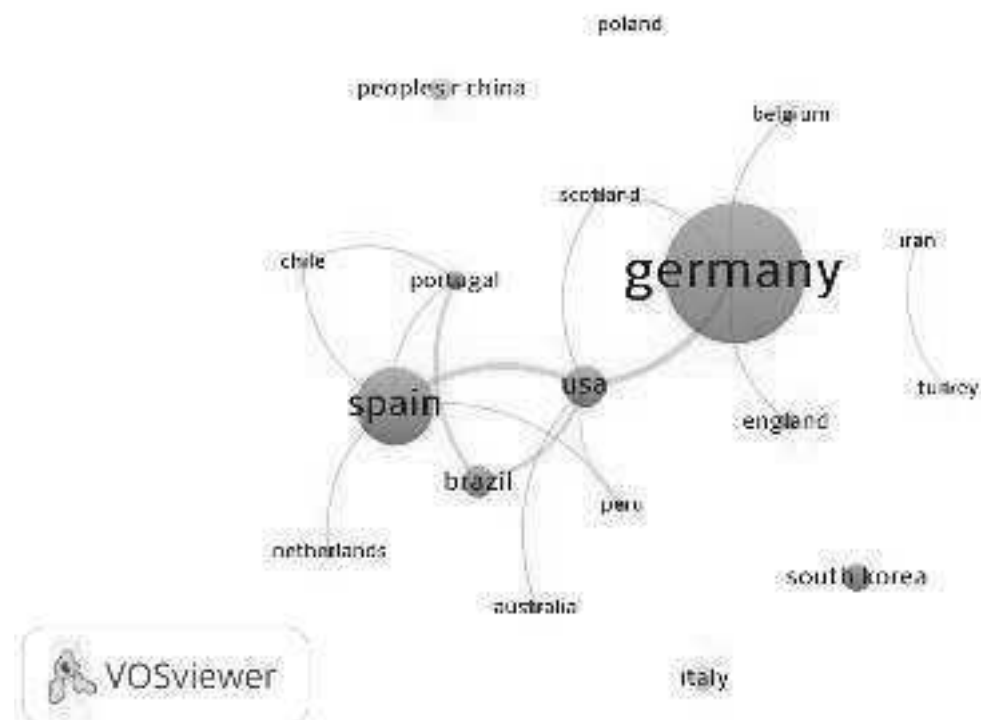 poland
peoples r china
belgium
scotland
iran
germany
chile
portugal
usa
turkey
spain
england
brazil
peru
netherlands
south korea
australia
VOSviewer
italy